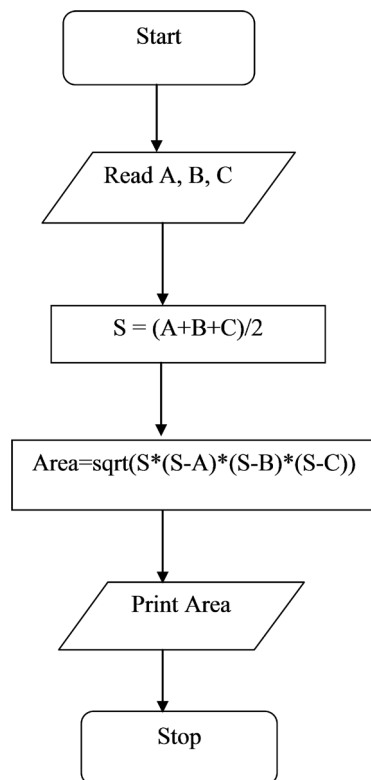 Start
Read A, B, C
S = (A+B+C)/2
Area=sqrt(S*(S-A)*(S-B)*(S-C))
Print Area
Stop